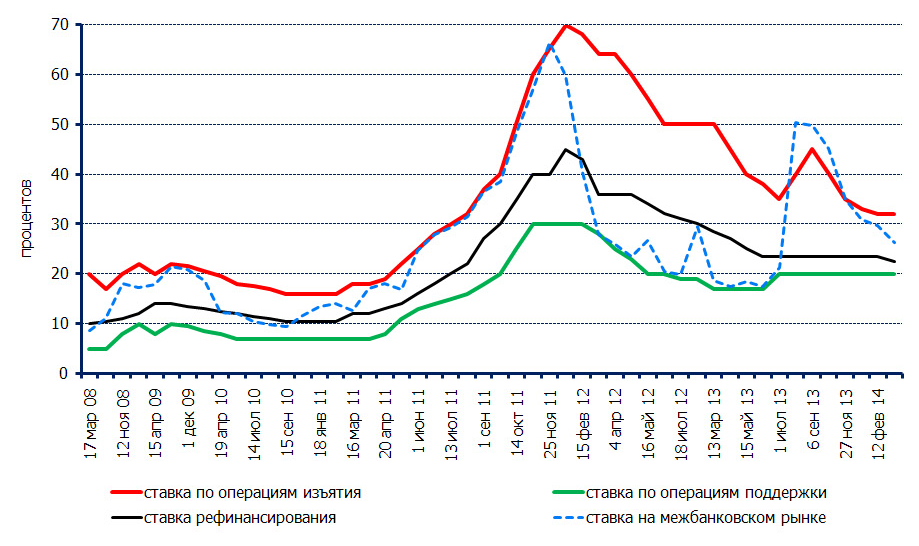 70
60
50
40
30
20
10
0
процентов
17 мар 08
12 ноя 08
15 апр 09
1 дек 09
19 апр 10
14 июл 10
15 сен 10
18 янв 11
16 мар 11
20 апр 11
1 июн 11
13 июл 11
1 сен 11
14 окт 11
25 ноя 11
15 фев 12
4 апр 12
16 май 12
18 июл 12
13 мар 13
15 май 13
1 июл 13
6 сен 13
27 ноя 13
12 фев 14
ставка по операциям изъятия
ставка по операциям поддержки
ставка рефинансирования
ставка на межбанковском рынке